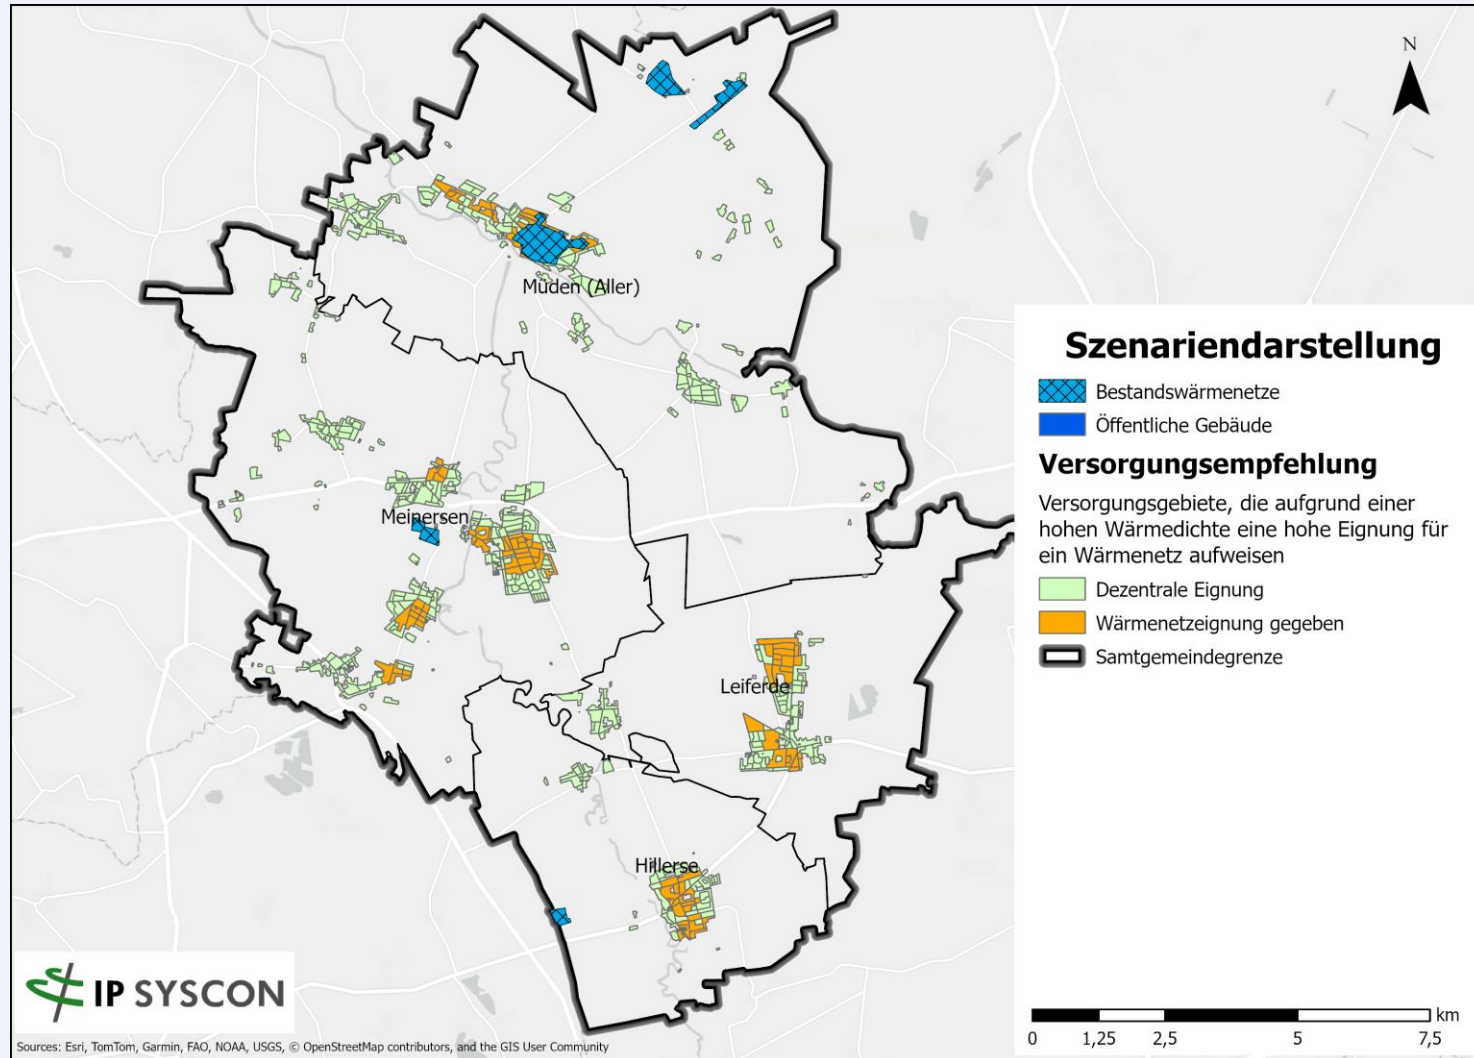 N
Müden (Aller)
Meinersen
Leiferde
Hillerse
Szenariendarstellung
Bestandswärmenetze
Öffentliche Gebäude
Versorgungsempfehlung
Versorgungsgebiete, die aufgrund einer
hohen Wärmedichte eine hohe Eignung für
ein Wärmenetz aufweisen
Dezentrale Eignung
Wärmenetzeignung gegeben
Samtgemeindegrenze
IP SYSCON
km
0 1,25 2,5 5 7,5
Sources: Esri, TomTom, Garmin, FAO, NOAA, USGS, © OpenStreetMap contributors, and the GIS User Community